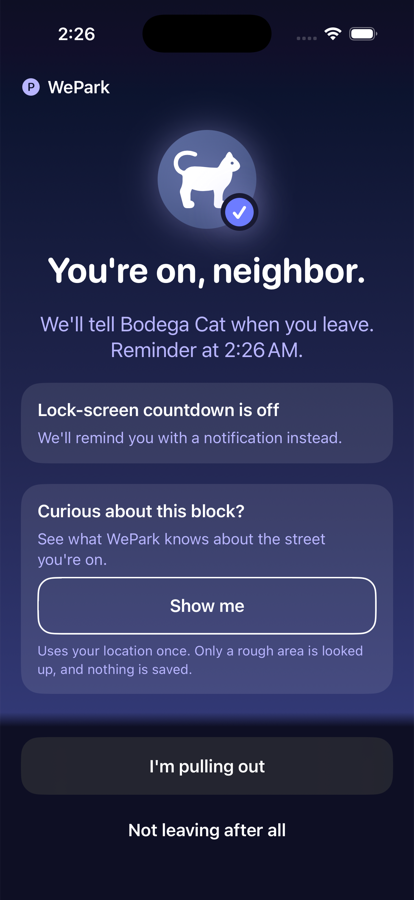 2:26
P WePark
You're on, neighbor.
We'll tell Bodega Cat when you leave.
Reminder at 2:26 AM.
Lock-screen countdown is off
We'll remind you with a notification instead.
Curious about this block?
See what WePark knows about the street
you're on.
Show me
Uses your location once. Only a rough area is looked
up, and nothing is saved.
I'm pulling out
Not leaving after all